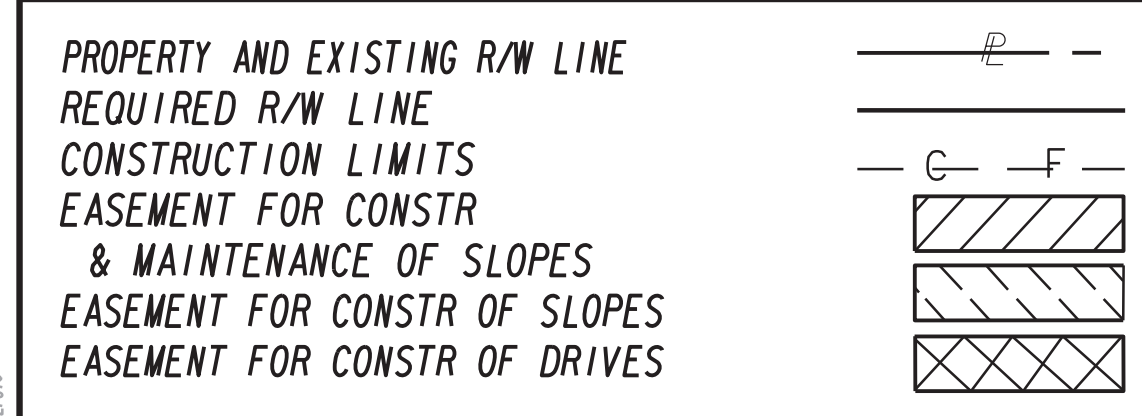 PROPERTY AND EXISTING R/W LINE
PL
REQUIRED R/W LINE
CONSTRUCTION LIMITS
C F
EASEMENT FOR CONSTR
& MAINTENANCE OF SLOPES
EASEMENT FOR CONSTR OF SLOPES
EASEMENT FOR CONSTR OF DRIVES